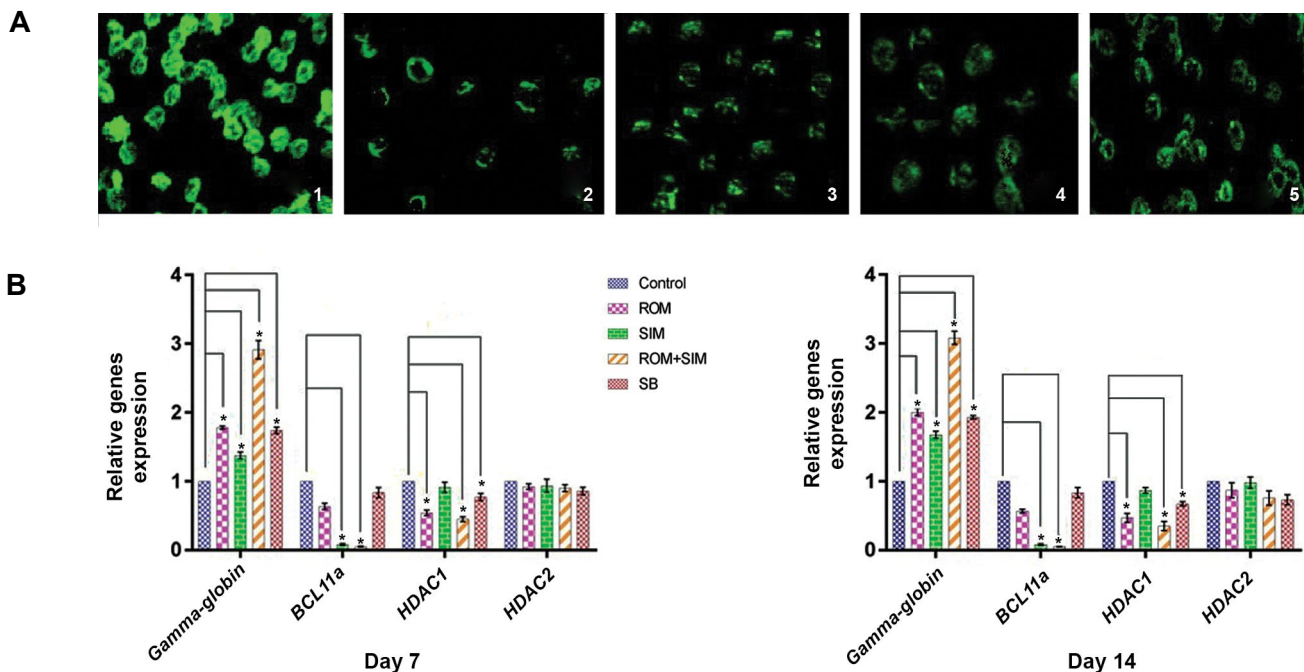 A
1
2
3
4
5
B
Relative genes
expression
4
3
2
1
0
*
*
*
*
*
*
*
*
*
Gamma-globin
BCL11a
HDAC1
HDAC2
Day 7
Control
ROM
SIM
ROM+SIM
SB
Relative genes
expression
4
3
2
1
0
*
*
*
*
*
*
*
*
*
Gamma-globin
BCL11a
HDAC1
HDAC2
Day 14